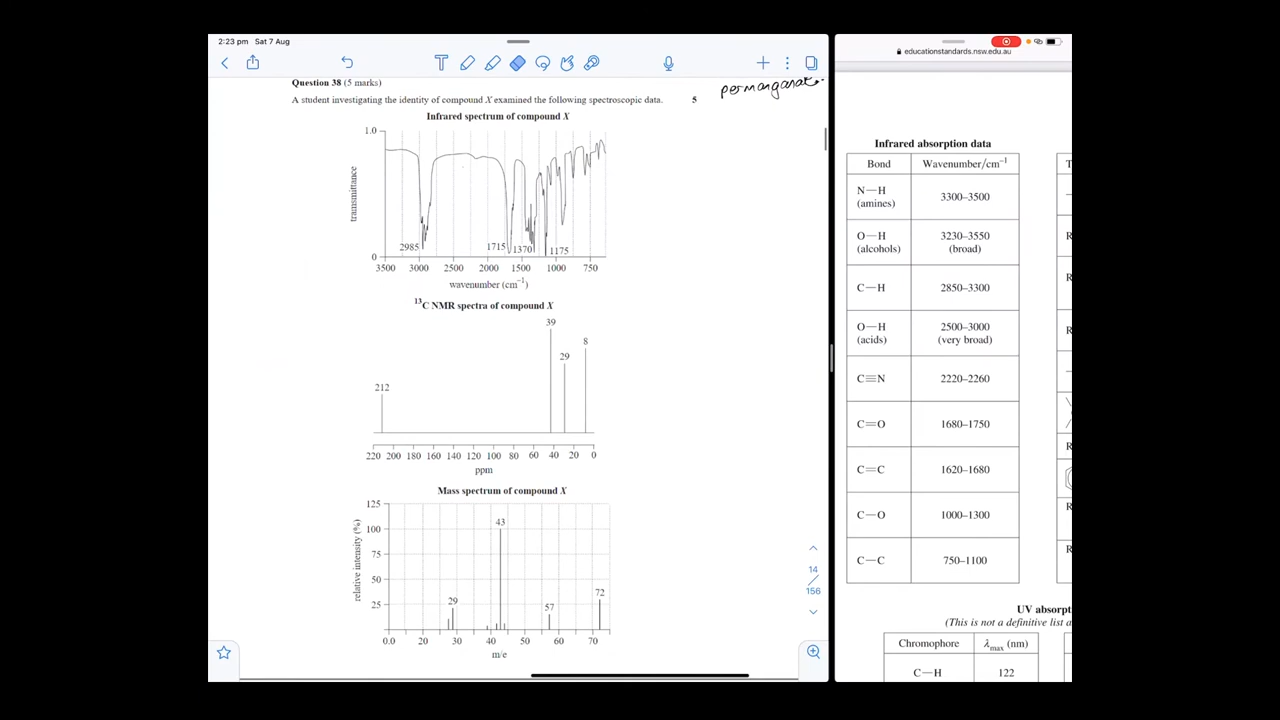 2:23 pm Sat 7 Aug
educationstandards.nsw.edu.au
Question 38 (5 marks)
A student investigating the identity of compound X examined the following spectroscopic data. 5
Infrared spectrum of compound X
1.0
transmittance
2985 1715 1370 1175
0
3500 3000 2500 2000 1500 1000 750
wavenumber (cm⁻¹)
¹³C NMR spectra of compound X
39
29
8
212
220 200 180 160 140 120 100 80 60 40 20 0
ppm
Mass spectrum of compound X
125
100
75
50
25
relative intensity (%)
43
29
57
72
0.0 20 30 40 50 60 70
m/e
14
156
Infrared absorption data
Bond Wavenumber/cm⁻¹
N—H (amines) 3300–3500
O—H (alcohols) 3230–3550 (broad)
C—H 2850–3300
O—H (acids) 2500–3000 (very broad)
C≡N 2220–2260
C=O 1680–1750
C=C 1620–1680
C—O 1000–1300
C—C 750–1100
T
R
R
R
R
R
UV absorpt
(This is not a definitive list a
Chromophore λmax (nm)
C—H 122